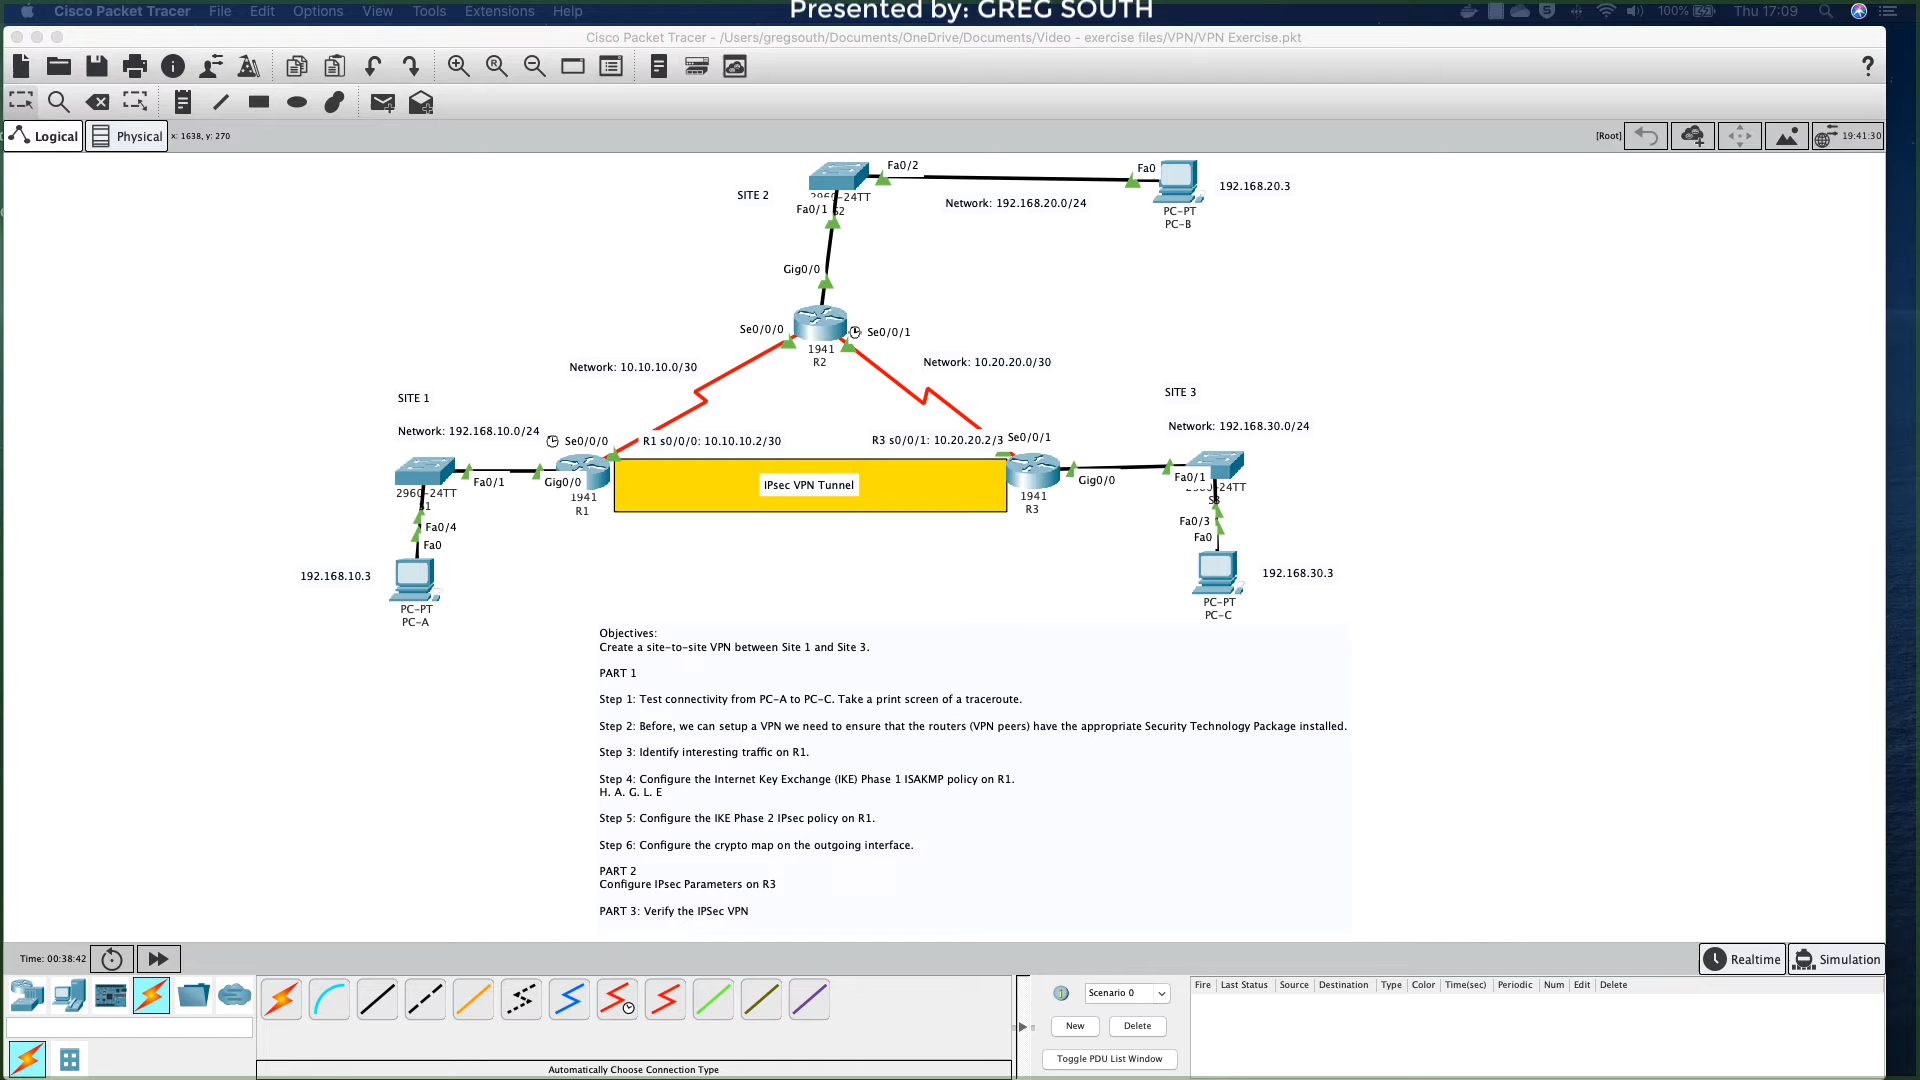 Presented by: GREG SOUTH
Cisco Packet Tracer File Edit Options View Tools Extensions Help 100% Thu 17:09
Cisco Packet Tracer - /Users/gregsouth/Documents/OneDrive/Documents/Video - exercise files/VPN/VPN Exercise.pkt
Logical Physical x: 1638, y: 270 [Root] 19:41:30
Fa0/2
Fa0
SITE 2
192.168.20.3
2960-24TT
Fa0/1
Network: 192.168.20.0/24
PC-PT
PC-B
Gig0/0
Se0/0/0
Se0/0/1
1941
R2
Network: 10.10.10.0/30
Network: 10.20.20.0/30
SITE 1
SITE 3
Network: 192.168.10.0/24
Network: 192.168.30.0/24
Se0/0/0
R1 s0/0/0: 10.10.10.2/30
R3 s0/0/1: 10.20.20.2/3
Se0/0/1
Fa0/1
Gig0/0
IPsec VPN Tunnel
Gig0/0
Fa0/1
2960-24TT
1941
R1
1941
R3
Fa0/4
Fa0
Fa0/3
Fa0
192.168.10.3
192.168.30.3
PC-PT
PC-A
PC-PT
PC-C
Objectives:
Create a site-to-site VPN between Site 1 and Site 3.
PART 1
Step 1: Test connectivity from PC-A to PC-C. Take a print screen of a traceroute.
Step 2: Before, we can setup a VPN we need to ensure that the routers (VPN peers) have the appropriate Security Technology Package installed.
Step 3: Identify interesting traffic on R1.
Step 4: Configure the Internet Key Exchange (IKE) Phase 1 ISAKMP policy on R1.
H. A. G. L. E
Step 5: Configure the IKE Phase 2 IPsec policy on R1.
Step 6: Configure the crypto map on the outgoing interface.
PART 2
Configure IPsec Parameters on R3
PART 3: Verify the IPSec VPN
Time: 00:38:42
Realtime Simulation
Scenario 0
New Delete
Toggle PDU List Window
Fire Last Status Source Destination Type Color Time(sec) Periodic Num Edit Delete
Automatically Choose Connection Type